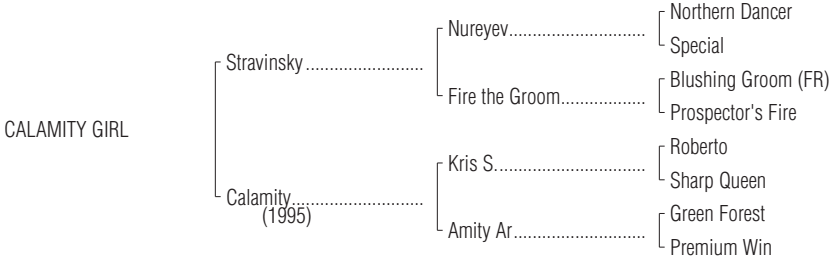 Northern Dancer
Nureyev..............................
Special
Stravinsky..........................
Blushing Groom (FR)
Fire the Groom...................
Prospector's Fire
CALAMITY GIRL
Roberto
Kris S.................................
Sharp Queen
Calamity.............................
(1995)
Green Forest
Amity Ar.............................
Premium Win